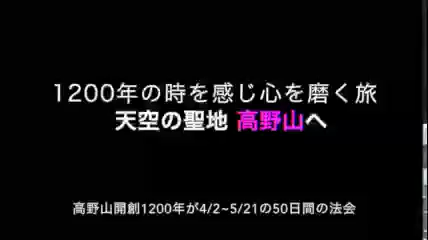 1200年の時を感じ心を磨く旅
天空の聖地 高野山へ
高野山開創1200年が4/2~5/21の50日間の法会